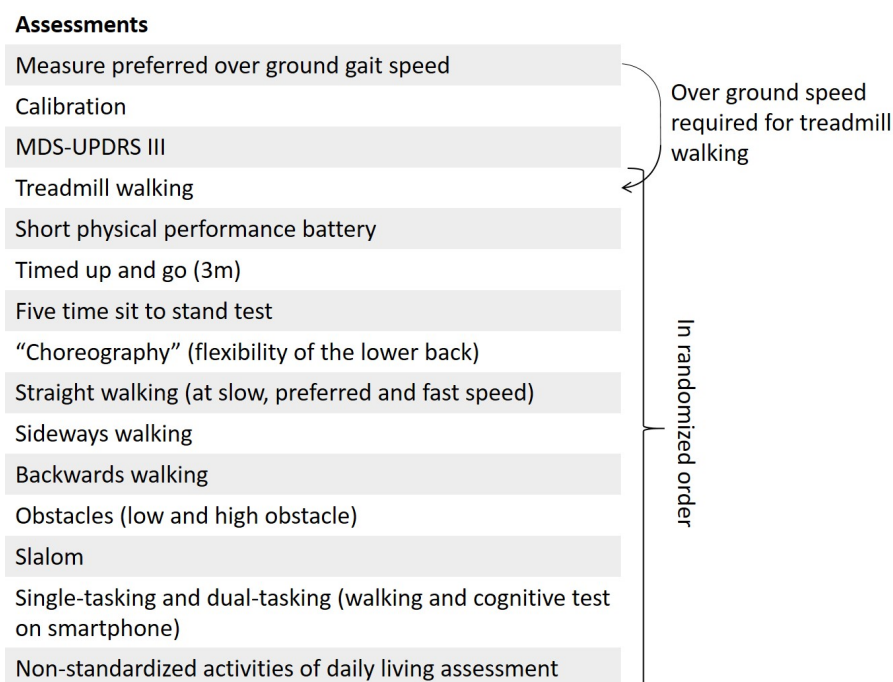 Assessments
Measure preferred over ground gait speed
Calibration
MDS-UPDRS III
Treadmill walking
Short physical performance battery
Timed up and go (3m)
Five time sit to stand test
“Choreography” (flexibility of the lower back)
Straight walking (at slow, preferred and fast speed)
Sideways walking
Backwards walking
Obstacles (low and high obstacle)
Slalom
Single-tasking and dual-tasking (walking and cognitive test
on smartphone)
Non-standardized activities of daily living assessment
Over ground speed
required for treadmill
walking
In randomized order